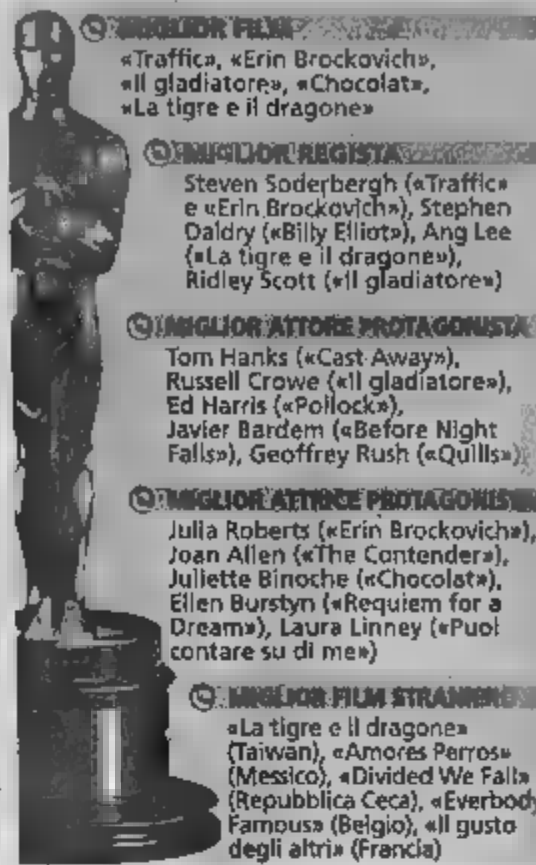 MIGLIOR FILM
«Traffic», «Erin Brockovich»,
«Il gladiatore», «Chocolat»,
«La tigre e il dragone»
MIGLIOR REGISTA
Steven Soderbergh («Traffic»
e «Erin Brockovich»), Stephen
Daldry («Billy Elliot»), Ang Lee
(«La tigre e il dragone»),
Ridley Scott («Il gladiatore»)
MIGLIOR ATTORE PROTAGONISTA
Tom Hanks («Cast Away»),
Russell Crowe («Il gladiatore»),
Ed Harris («Pollock»),
Javier Bardem («Before Night
Falls»), Geoffrey Rush («Quills»)
MIGLIOR ATTRICE PROTAGONISTA
Julia Roberts («Erin Brockovich»),
Joan Allen («The Contender»),
Juliette Binoche («Chocolat»),
Ellen Burstyn («Requiem for a
Dream»), Laura Linney («Puoi
contare su di me»)
MIGLIOR FILM STRANIERO
«La tigre e il dragone»
(Taiwan), «Amores Perros»
(Messico), «Divided We Fall»
(Repubblica Ceca), «Everbody
Famous» (Belgio), «Il gusto
degli altri» (Francia)